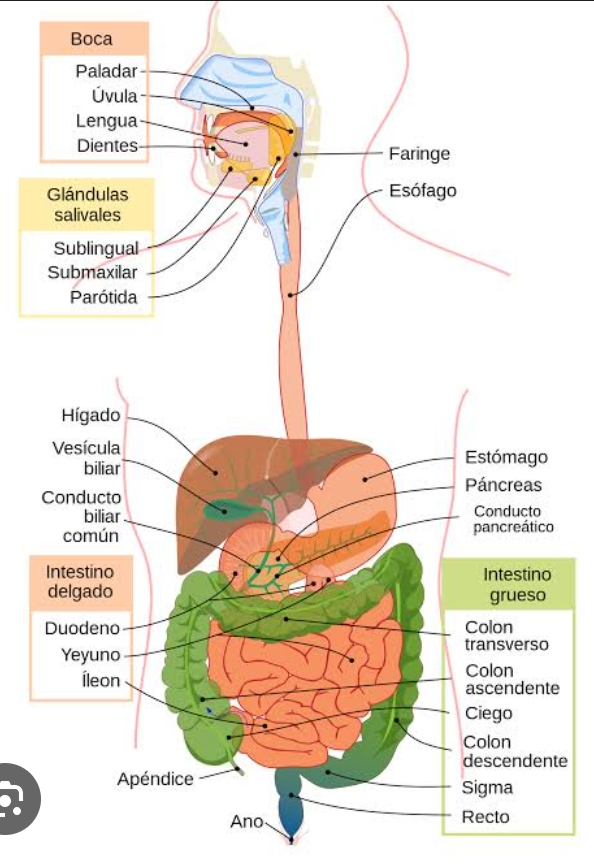 Boca
Paladar
Úvula
Lengua
Dientes
Glándulas
salivales
Sublingual
Submaxilar
Parótida
Faringe
Esófago
Hígado
Vesícula
biliar
Conducto
biliar
común
Intestino
delgado
Duodeno
Yeyuno
Íleon
Apéndice
Ano
Estómago
Páncreas
Conducto
pancreático
Intestino
grueso
Colon
transverso
Colon
ascendente
Ciego
Colon
descendente
Sigma
Recto